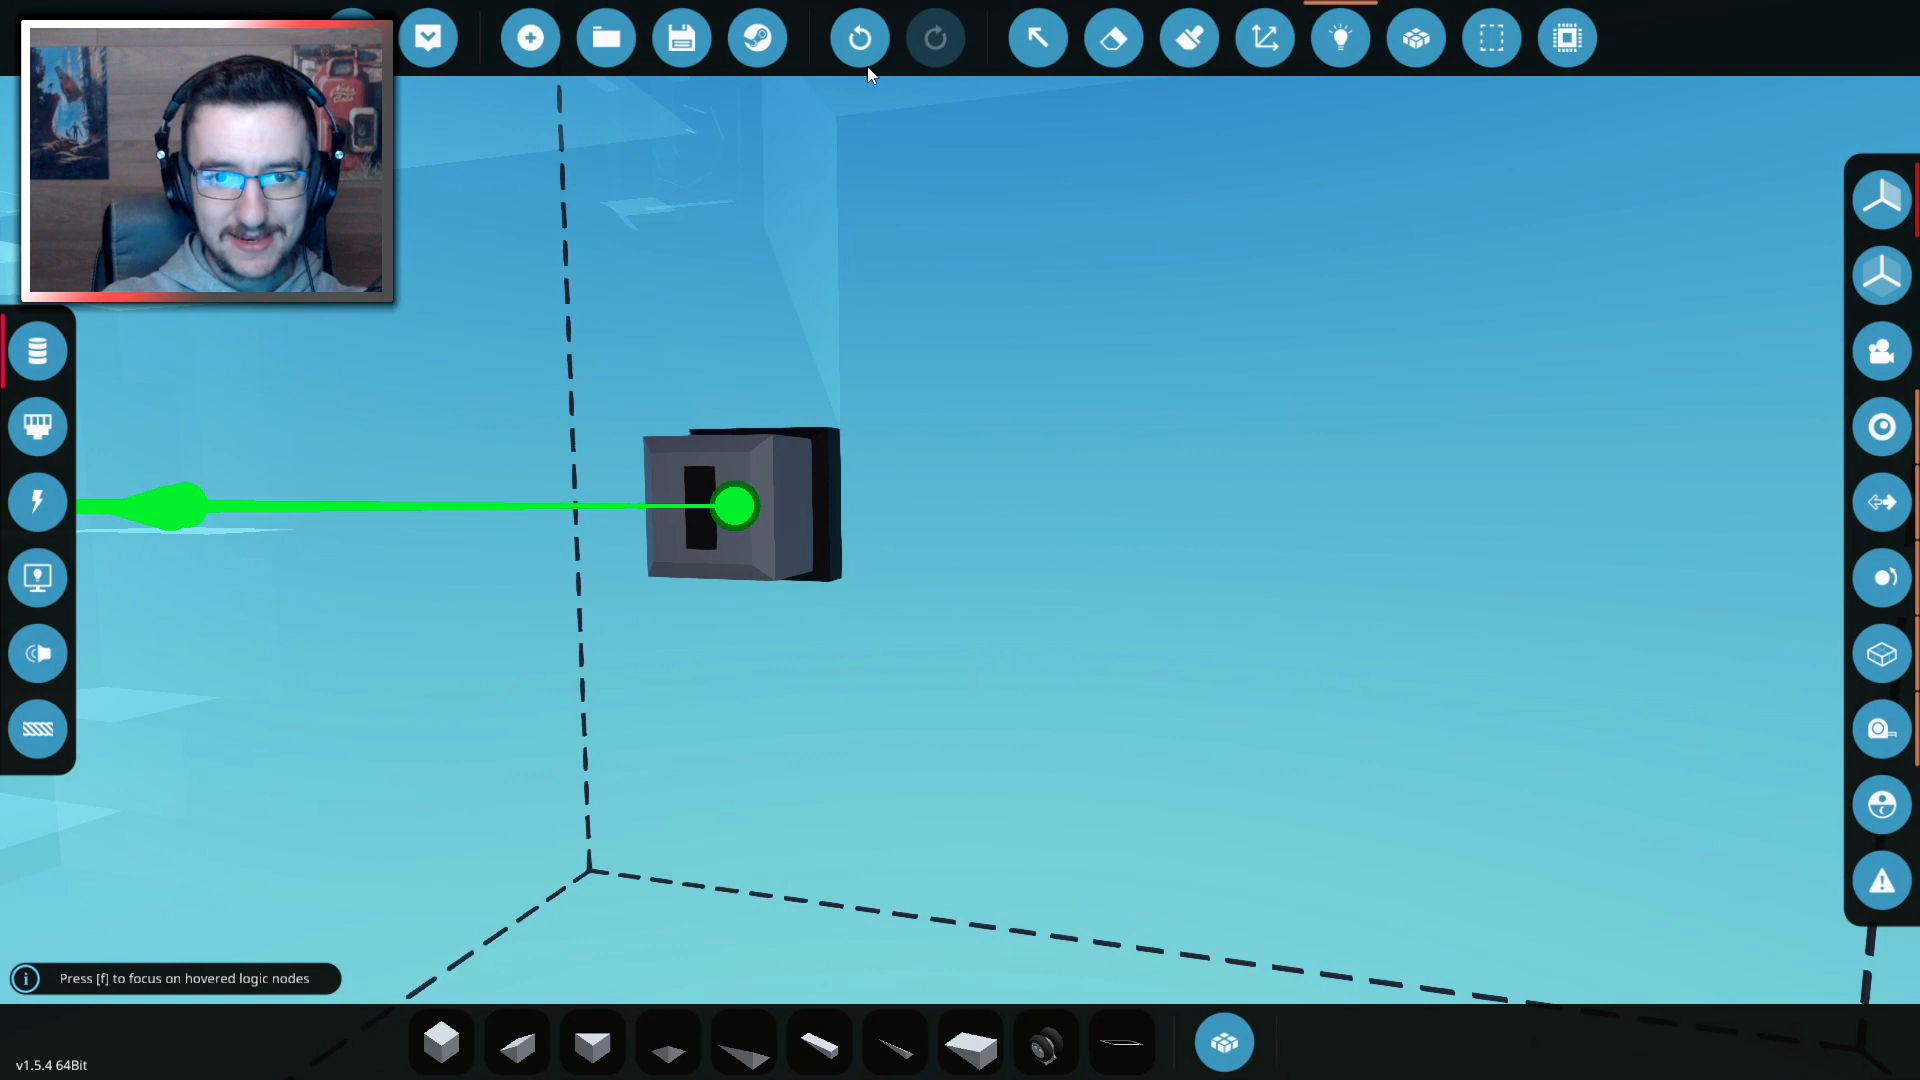 Press [f] to focus on hovered logic nodes
v1.5.4 64Bit